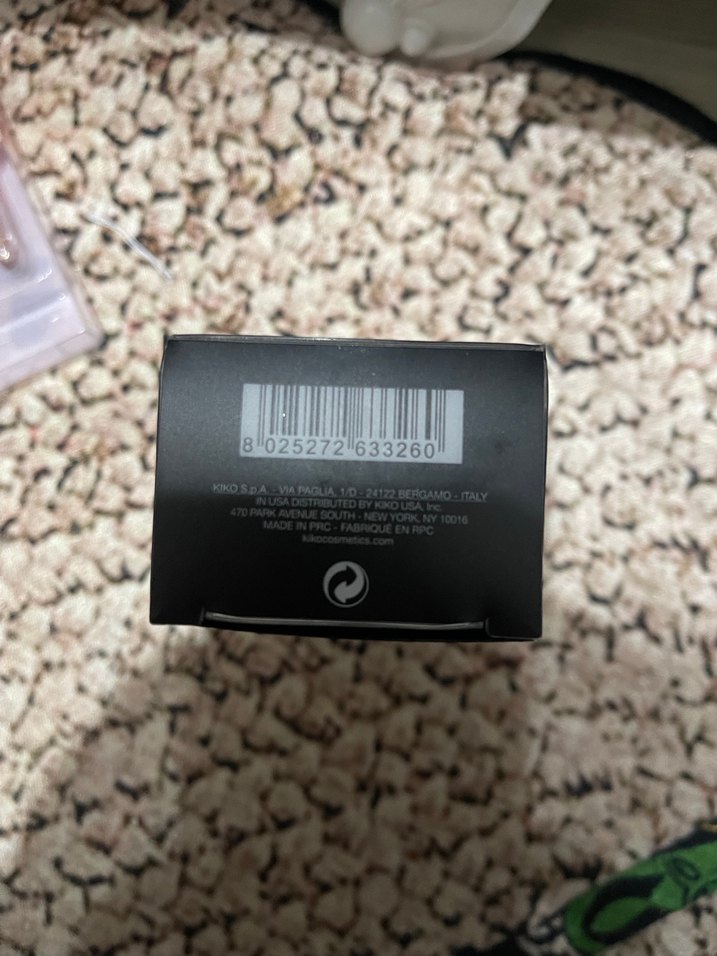 8 025272 633260
KIKO S.p.A. - VIA PAGLIA, 1/D - 24122 BERGAMO - ITALY
IN USA DISTRIBUTED BY KIKO USA, Inc.
470 PARK AVENUE SOUTH - NEW YORK, NY 10016
MADE IN PRC - FABRIQUÉ EN RPC
kikocosmetics.com